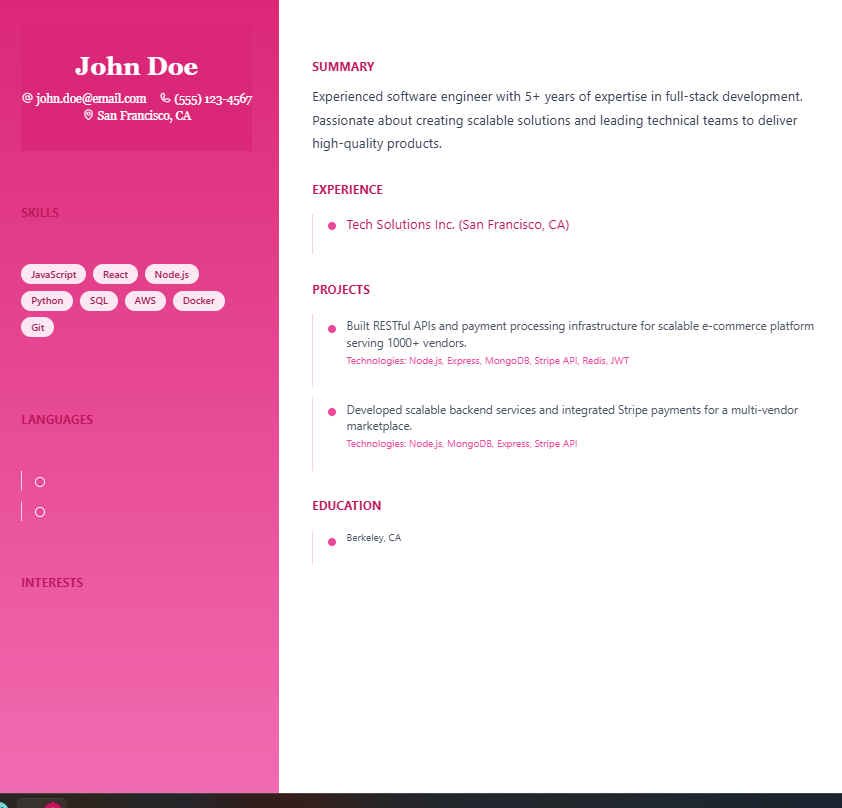 John Doe
john.doe@email.com (555) 123-4567
San Francisco, CA
SKILLS
JavaScript React Node.js
Python SQL AWS Docker
Git
LANGUAGES
INTERESTS
SUMMARY
Experienced software engineer with 5+ years of expertise in full-stack development.
Passionate about creating scalable solutions and leading technical teams to deliver
high-quality products.
EXPERIENCE
Tech Solutions Inc. (San Francisco, CA)
PROJECTS
Built RESTful APIs and payment processing infrastructure for scalable e-commerce platform
serving 1000+ vendors.
Technologies: Node.js, Express, MongoDB, Stripe API, Redis, JWT
Developed scalable backend services and integrated Stripe payments for a multi-vendor
marketplace.
Technologies: Node.js, MongoDB, Express, Stripe API
EDUCATION
Berkeley, CA